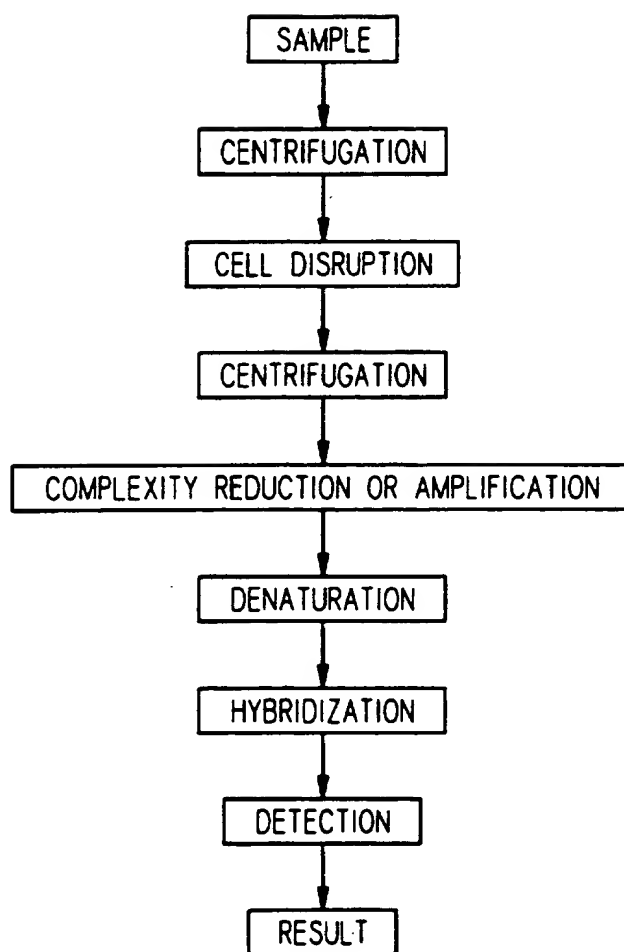 SAMPLE
CENTRIFUGATION
CELL DISRUPTION
CENTRIFUGATION
COMPLEXITY REDUCTION OR AMPLIFICATION
DENATURATION
HYBRIDIZATION
DETECTION
RESULT